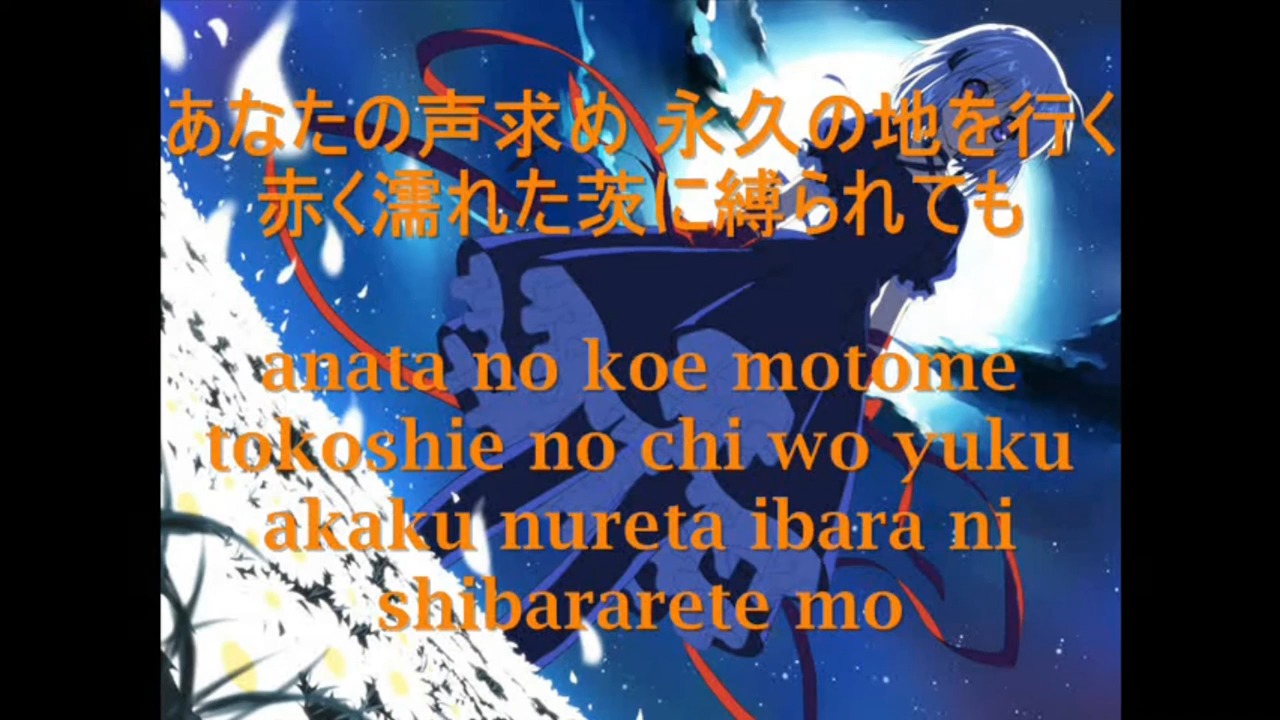 あなたの声求め 永久の地を行く
赤く濡れた茨に縛られても
anata no koe motome
tokoshie no chi wo yuku
akaku nureta ibara ni
shibararete mo